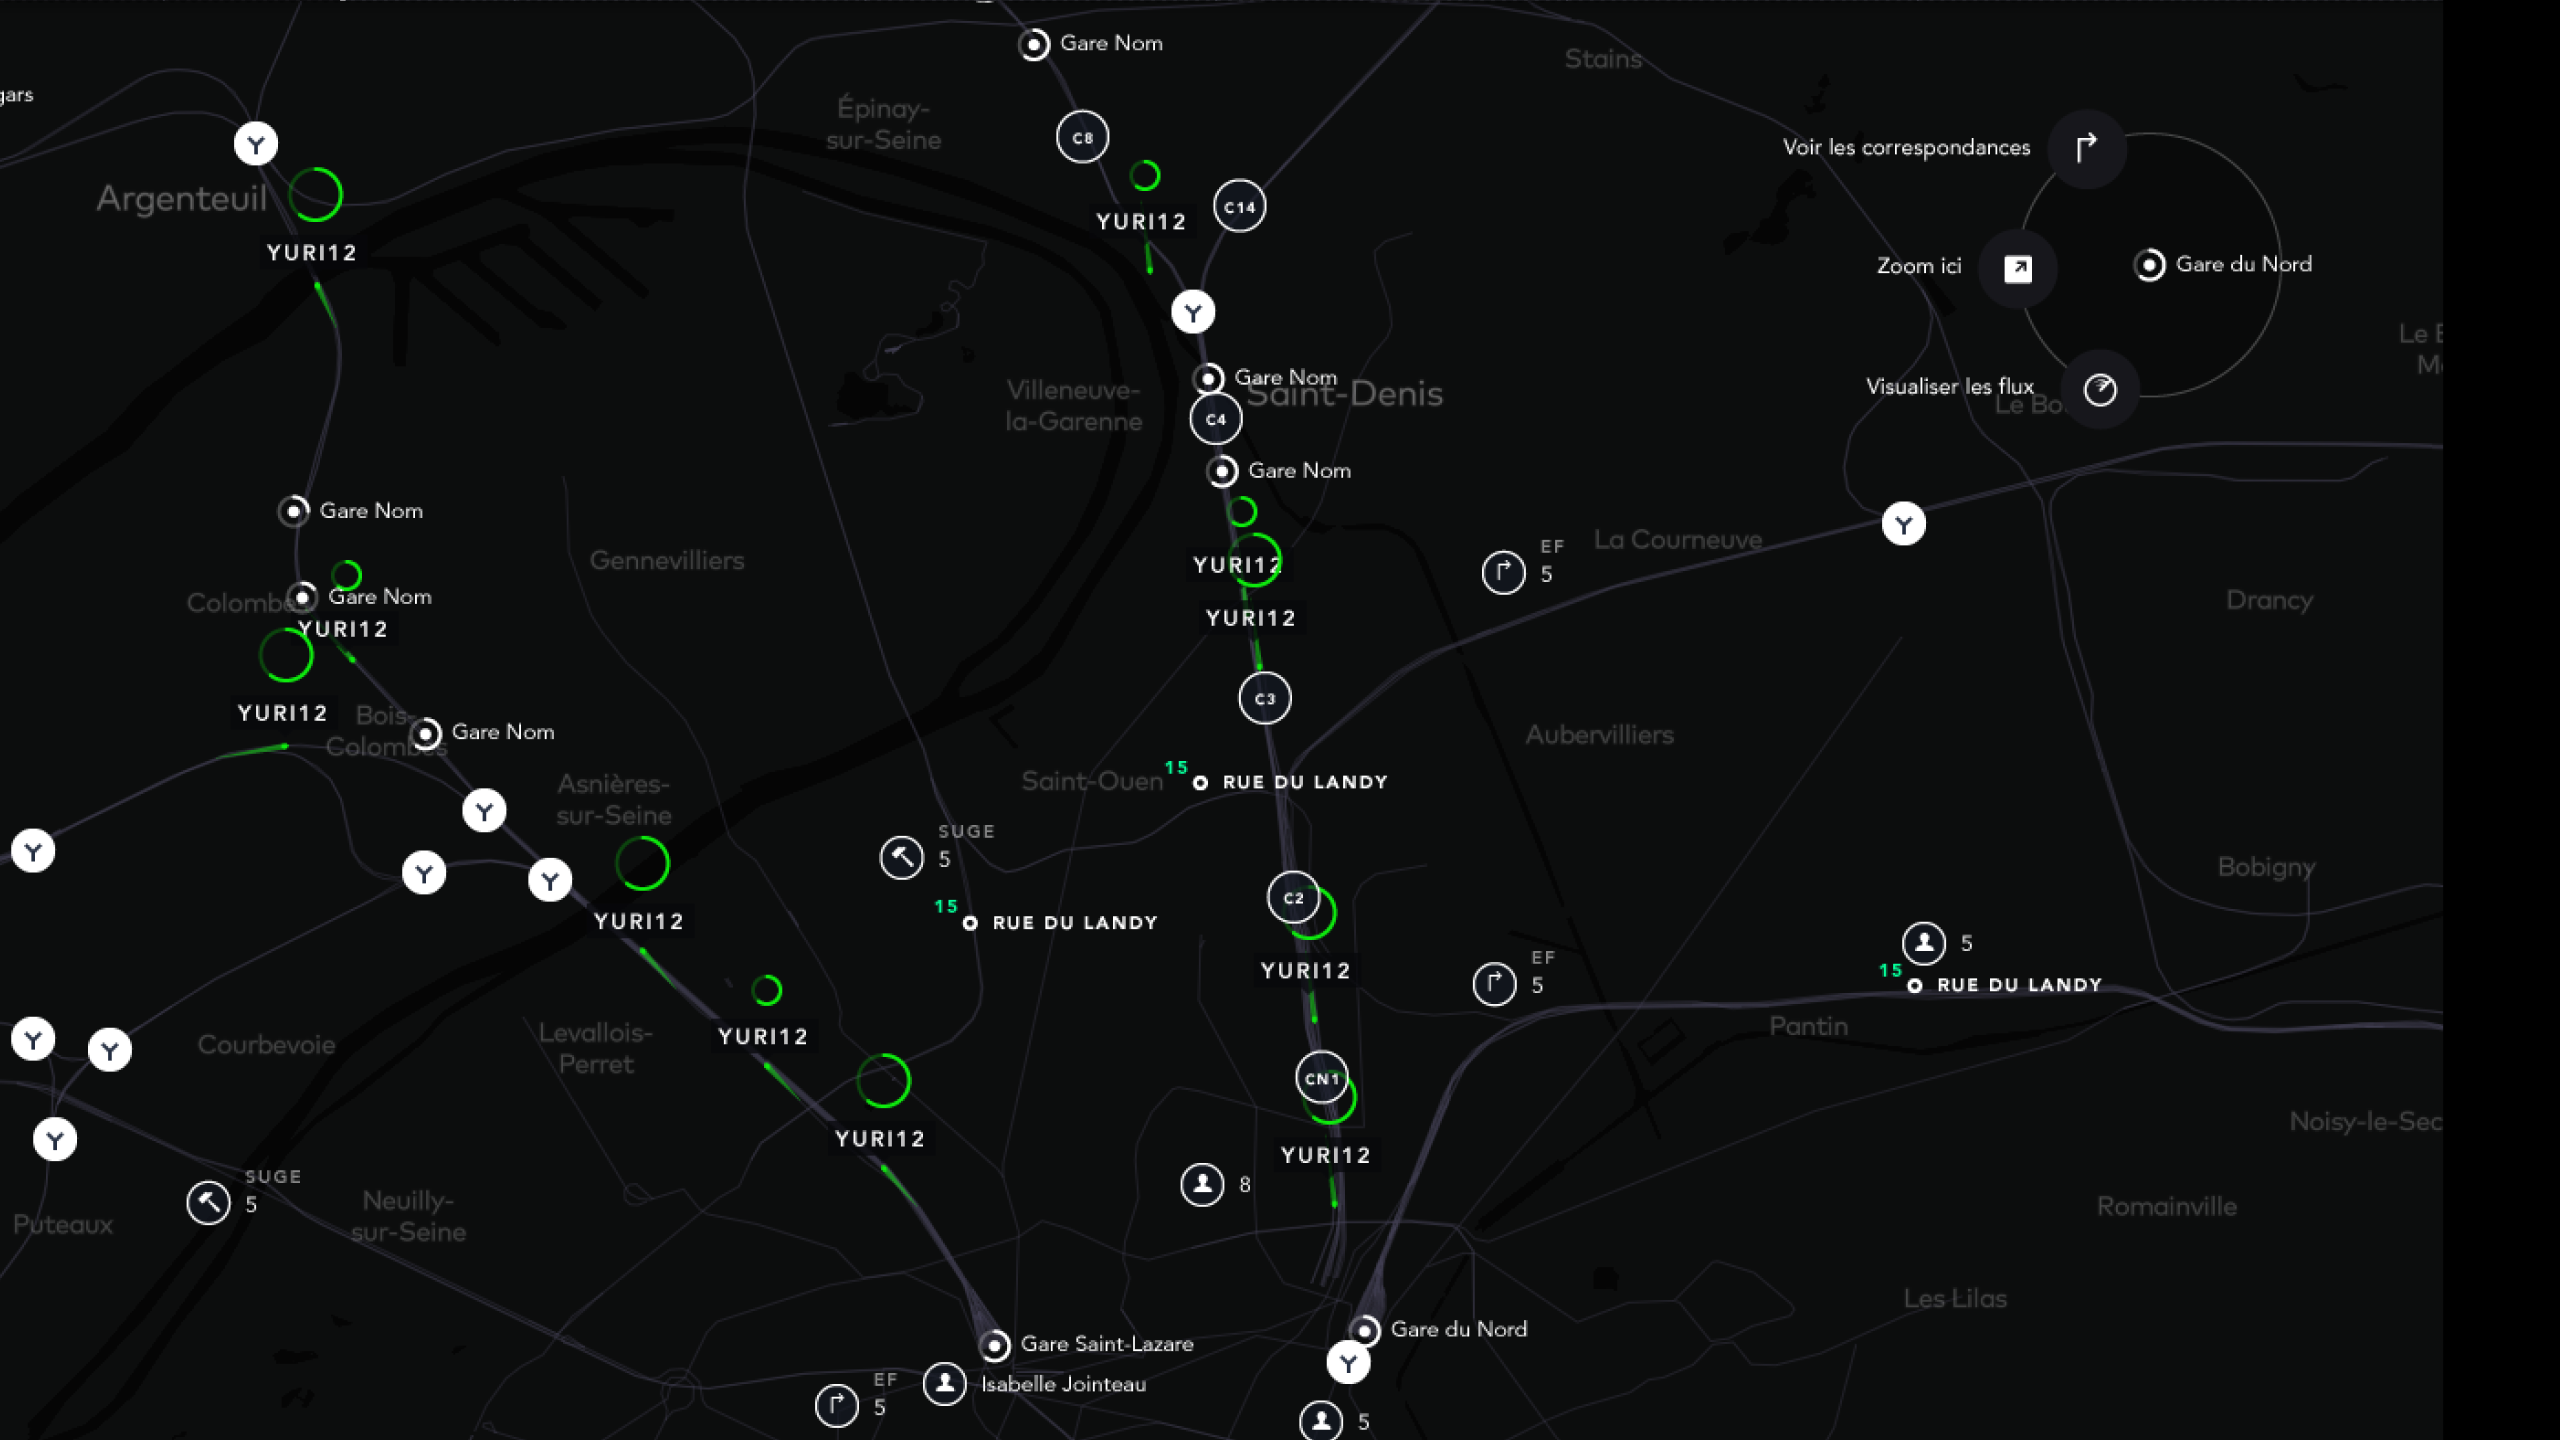 Gare Nom
Stains
gars
Épinay-
sur-Seine
C8
Y
Voir les correspondances
Argenteuil
YURI12
C14
YURI12
Zoom ici
Gare du Nord
Y
Gare Nom
Villeneuve-
la-Garenne
C4
Saint-Denis
Visualiser les flux
Gare Nom
Gare Nom
Y
Gennevilliers
EF
5
La Courneuve
YURI12
Colombes
Gare Nom
YURI12
YURI12
Drancy
C3
YURI12
Bois-
Colombes
Gare Nom
Aubervilliers
Asnières-
sur-Seine
Saint-Ouen
15
RUE DU LANDY
Y
Y
Y
Y
SUGE
5
Bobigny
C2
15
RUE DU LANDY
YURI12
YURI12
EF
5
5
15
RUE DU LANDY
Y
Y
Courbevoie
Levallois-
Perret
YURI12
Pantin
CN1
Noisy-le-Sec
Y
YURI12
YURI12
SUGE
5
8
Puteaux
Neuilly-
sur-Seine
Romainville
Les Lilas
Gare Saint-Lazare
Gare du Nord
Y
EF
5
Isabelle Jointeau
5